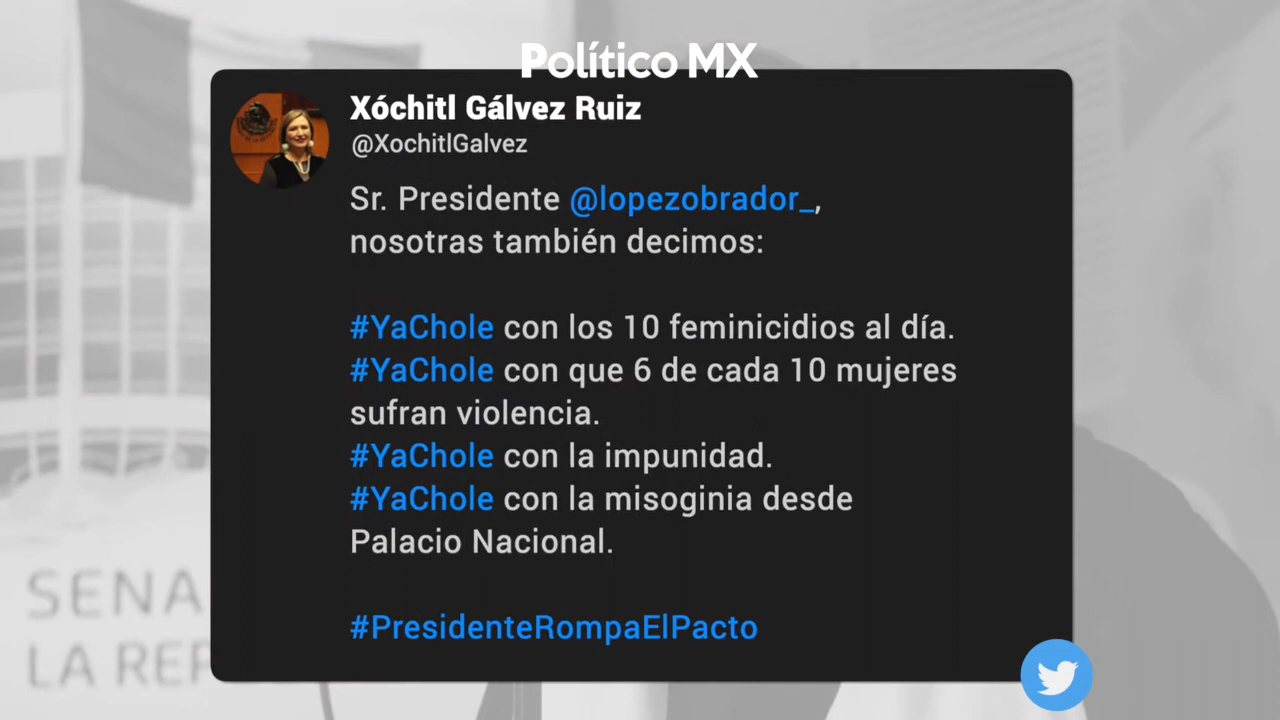 Político MX
Xóchitl Gálvez Ruiz
@XochitlGalvez
Sr. Presidente @lopezobrador_,
nosotras también decimos:
#YaChole con los 10 feminicidios al día.
#YaChole con que 6 de cada 10 mujeres
sufran violencia.
#YaChole con la impunidad.
#YaChole con la misoginia desde
Palacio Nacional.
#PresidenteRompaElPacto
SENA
LA REP